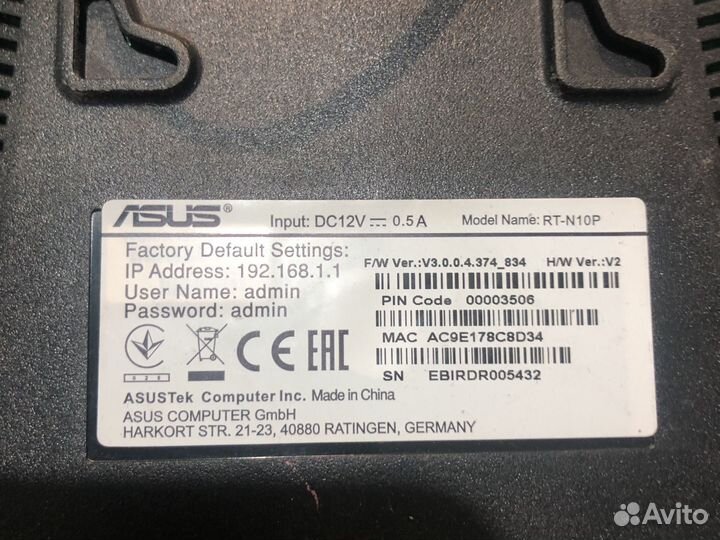 ASUS® Input: DC12V ⎓ 0.5A Model Name: RT-N10P
Factory Default Settings:
IP Address: 192.168.1.1
User Name: admin
Password: admin
F/W Ver.:V3.0.0.4.374_834 H/W Ver.:V2
PIN Code 00003506
MAC AC9E178C8D34
SN EBIRDR005432
028
CE EAC
ASUSTek Computer Inc. Made in China
ASUS COMPUTER GmbH
HARKORT STR. 21-23, 40880 RATINGEN, GERMANY
Avito